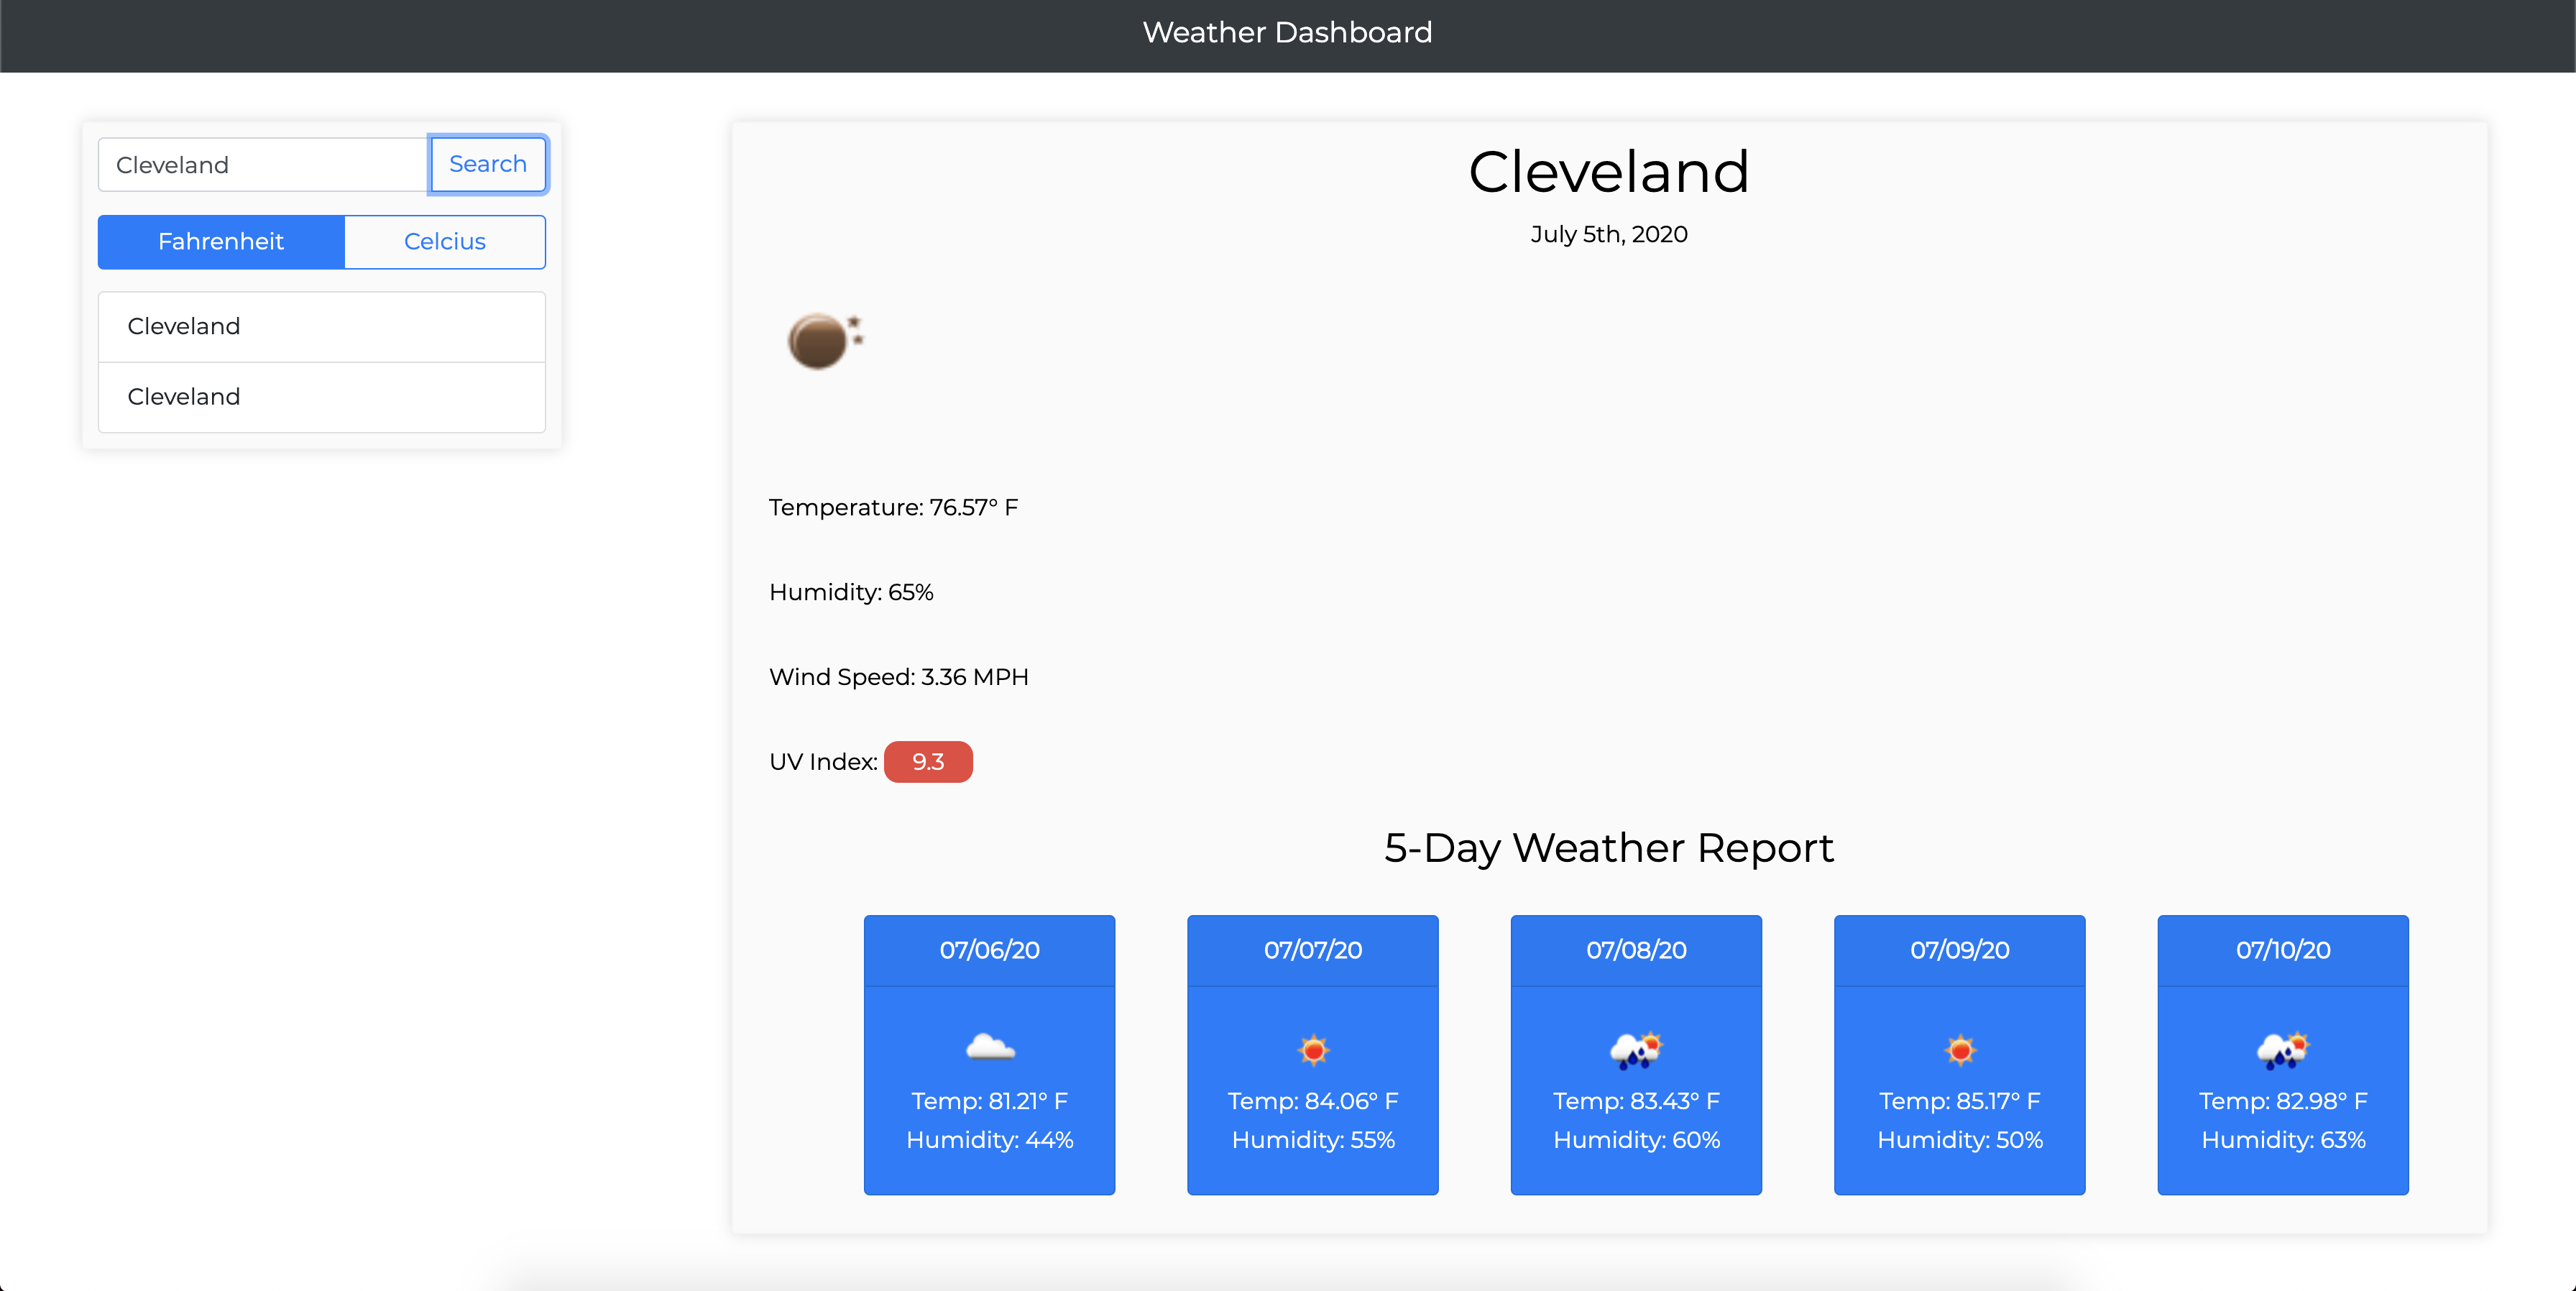 Weather Dashboard
Cleveland
Search
Fahrenheit
Celcius
Cleveland
Cleveland
Cleveland
July 5th, 2020
Temperature: 76.57° F
Humidity: 65%
Wind Speed: 3.36 MPH
UV Index: 9.3
5-Day Weather Report
07/06/20
Temp: 81.21° F
Humidity: 44%
07/07/20
Temp: 84.06° F
Humidity: 55%
07/08/20
Temp: 83.43° F
Humidity: 60%
07/09/20
Temp: 85.17° F
Humidity: 50%
07/10/20
Temp: 82.98° F
Humidity: 63%